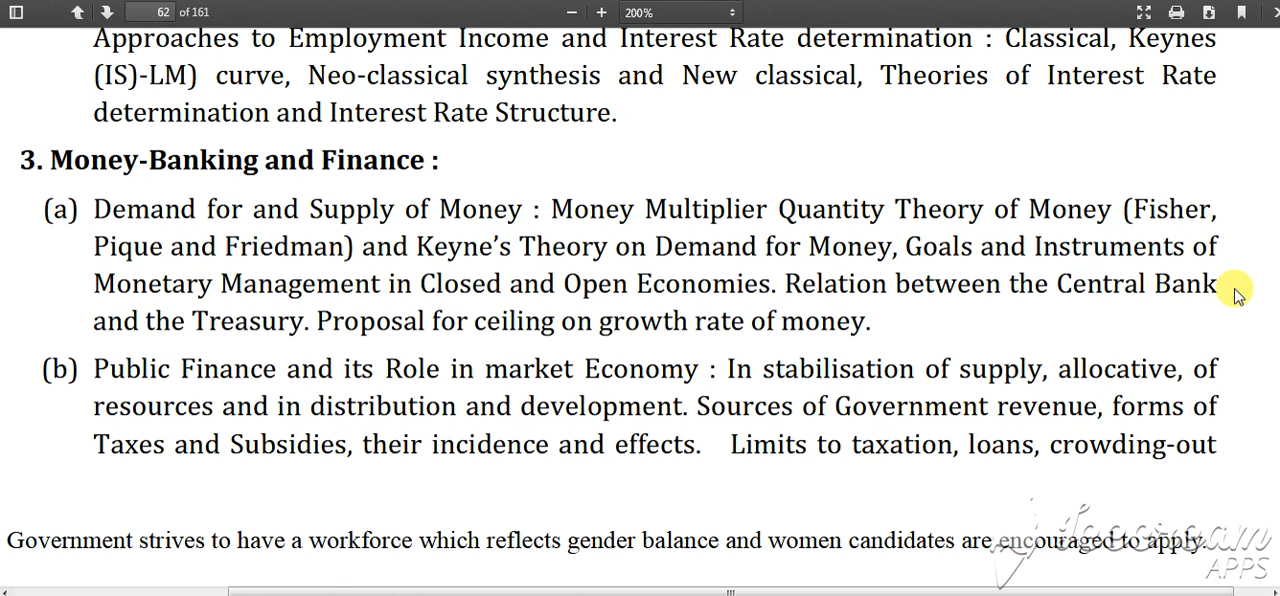 62 of 161
200%
Approaches to Employment Income and Interest Rate determination : Classical, Keynes
(IS)-LM) curve, Neo-classical synthesis and New classical, Theories of Interest Rate
determination and Interest Rate Structure.
3. Money-Banking and Finance :
(a) Demand for and Supply of Money : Money Multiplier Quantity Theory of Money (Fisher,
Pique and Friedman) and Keyne's Theory on Demand for Money, Goals and Instruments of
Monetary Management in Closed and Open Economies. Relation between the Central Bank
and the Treasury. Proposal for ceiling on growth rate of money.
(b) Public Finance and its Role in market Economy : In stabilisation of supply, allocative, of
resources and in distribution and development. Sources of Government revenue, forms of
Taxes and Subsidies, their incidence and effects. Limits to taxation, loans, crowding-out
Government strives to have a workforce which reflects gender balance and women candidates are encouraged to apply.
APPS